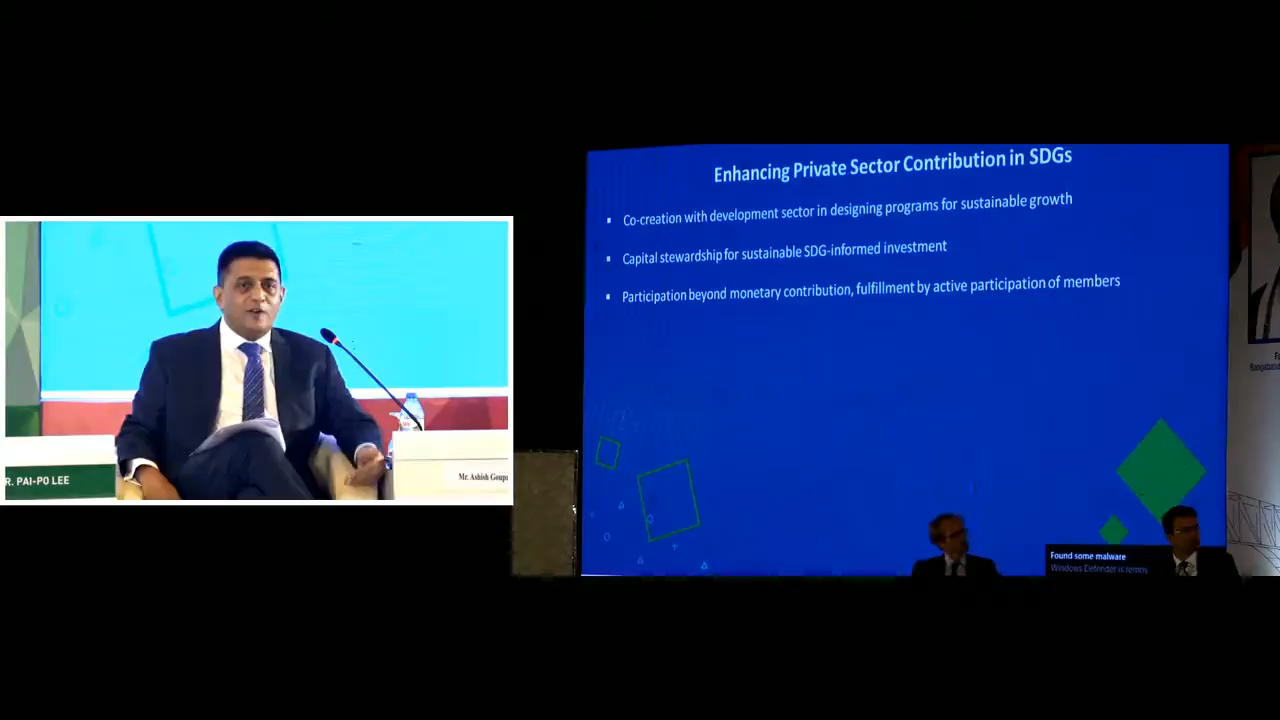 R. PAI-PO LEE
Mr. Ashish Goup
Enhancing Private Sector Contribution in SDGs
Co-creation with development sector in designing programs for sustainable growth
Capital stewardship for sustainable SDG-informed investment
Participation beyond monetary contribution, fulfillment by active participation of members
Found some malware
Windows Defender is remov